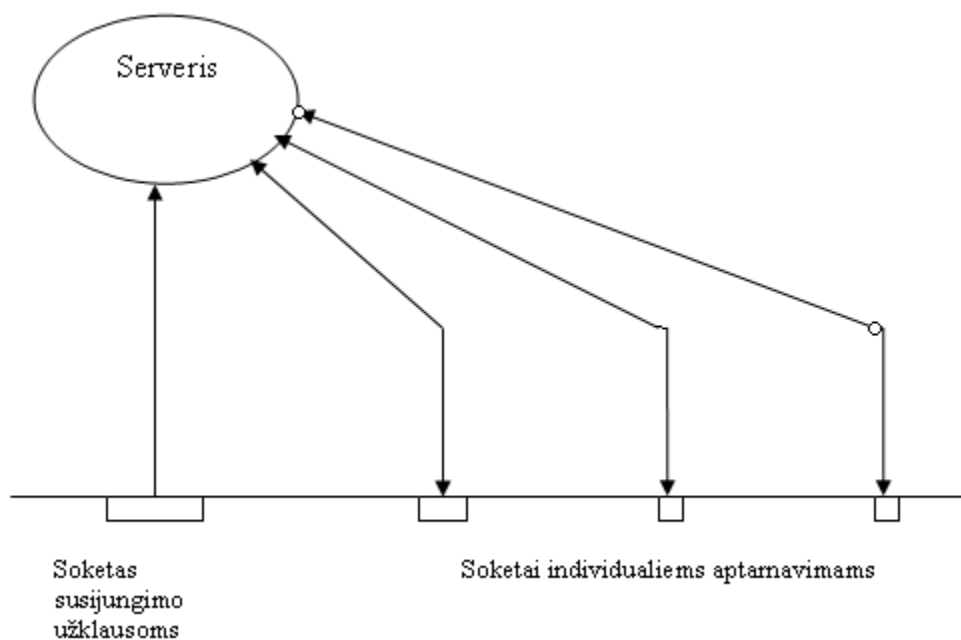 Serveris
Soketas
susijungimo
užklausoms
Soketai individualiems aptarnavimams